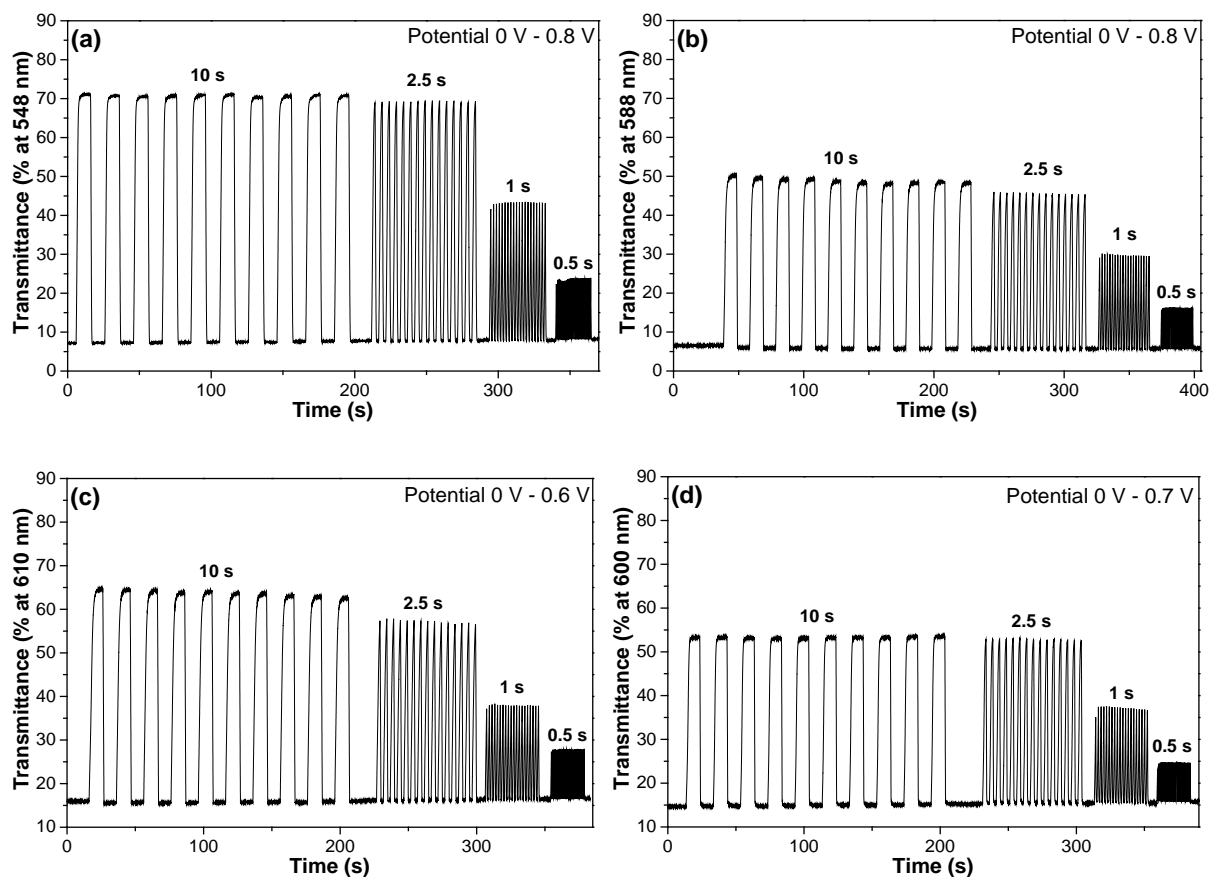 (a)
Potential 0 V - 0.8 V
Transmittance (% at 548 nm)
90
80
70
60
50
40
30
20
10
0
10 s
2.5 s
1 s
0.5 s
0 100 200 300
Time (s)
(b)
Potential 0 V - 0.8 V
Transmittance (% at 588 nm)
90
80
70
60
50
40
30
20
10
0
10 s
2.5 s
1 s
0.5 s
0 100 200 300 400
Time (s)
(c)
Potential 0 V - 0.6 V
Transmittance (% at 610 nm)
90
80
70
60
50
40
30
20
10
10 s
2.5 s
1 s
0.5 s
0 100 200 300
Time (s)
(d)
Potential 0 V - 0.7 V
Transmittance (% at 600 nm)
90
80
70
60
50
40
30
20
10
10 s
2.5 s
1 s
0.5 s
0 100 200 300
Time (s)